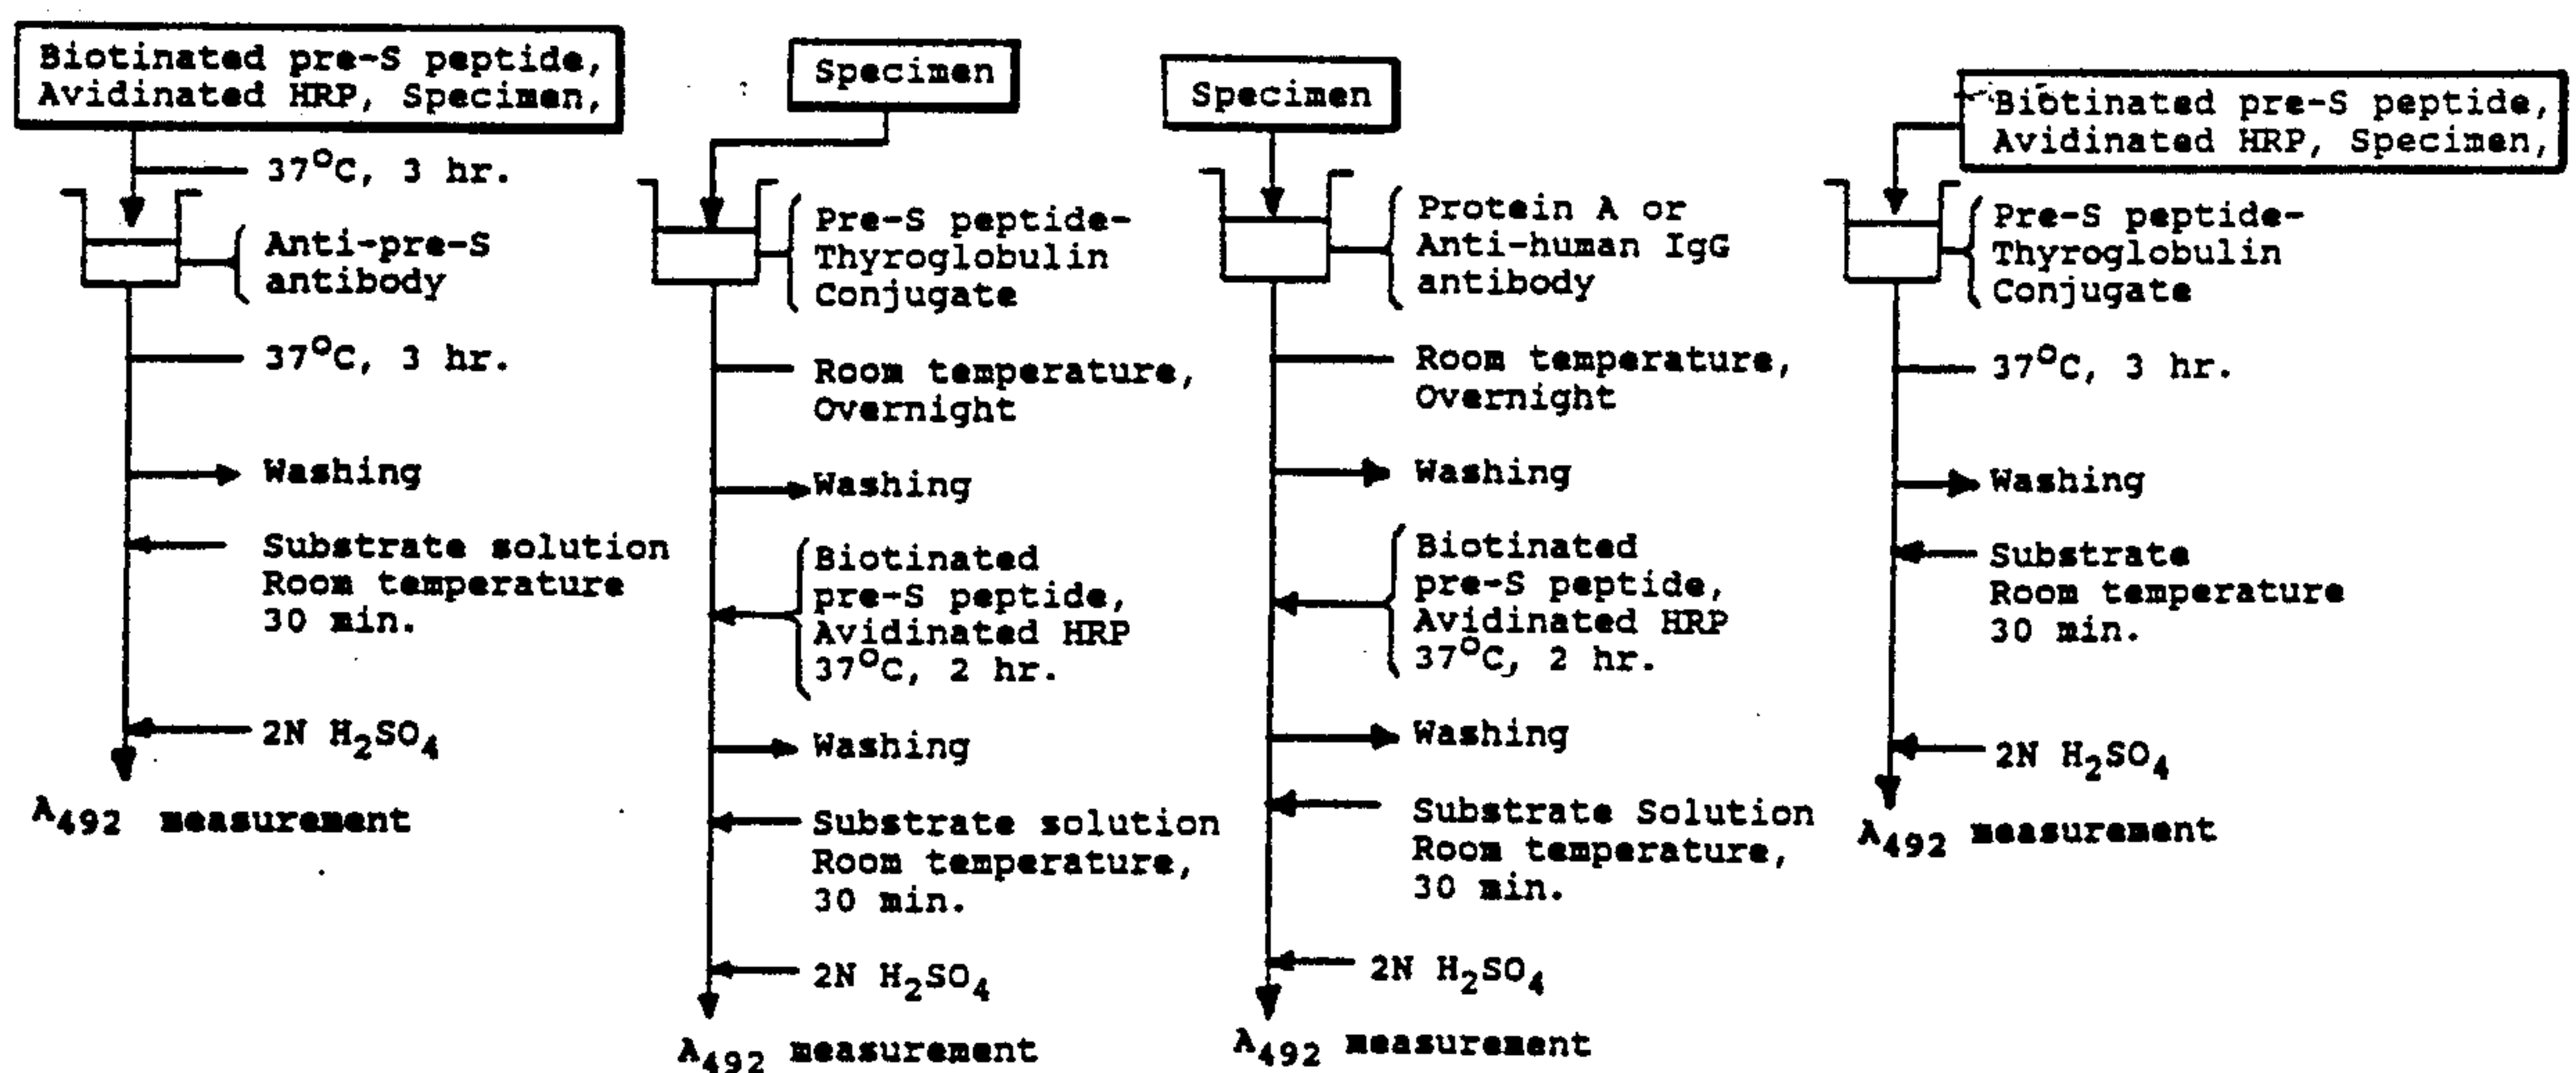 Biotinated pre-S peptide,
Avidinated HRP, Specimen,
37°C, 3 hr.
Anti-pre-S
antibody
37°C, 3 hr.
Washing
Substrate solution
Room temperature
30 min.
2N H₂SO₄
A₄₉₂ measurement
Specimen
Pre-S peptide-
Thyroglobulin
Conjugate
Room temperature,
Overnight
Washing
Biotinated
pre-S peptide,
Avidinated HRP
37°C, 2 hr.
Washing
Substrate solution
Room temperature,
30 min.
2N H₂SO₄
A₄₉₂ measurement
Specimen
Protein A or
Anti-human IgG
antibody
Room temperature,
Overnight
Washing
Biotinated
pre-S peptide,
Avidinated HRP
37°C, 2 hr.
Washing
Substrate Solution
Room temperature,
30 min.
2N H₂SO₄
A₄₉₂ measurement
Biotinated pre-S peptide,
Avidinated HRP, Specimen,
Pre-S peptide-
Thyroglobulin
Conjugate
37°C, 3 hr.
Washing
Substrate
Room temperature
30 min.
2N H₂SO₄
A₄₉₂ measurement